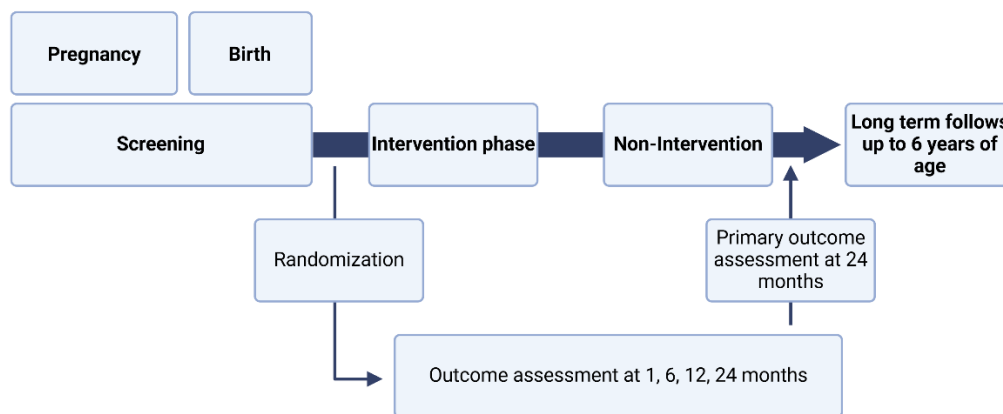 Pregnancy
Birth
Screening
Intervention phase
Non-Intervention
Long term follows
up to 6 years of
age
Randomization
Primary outcome
assessment at 24
months
Outcome assessment at 1, 6, 12, 24 months